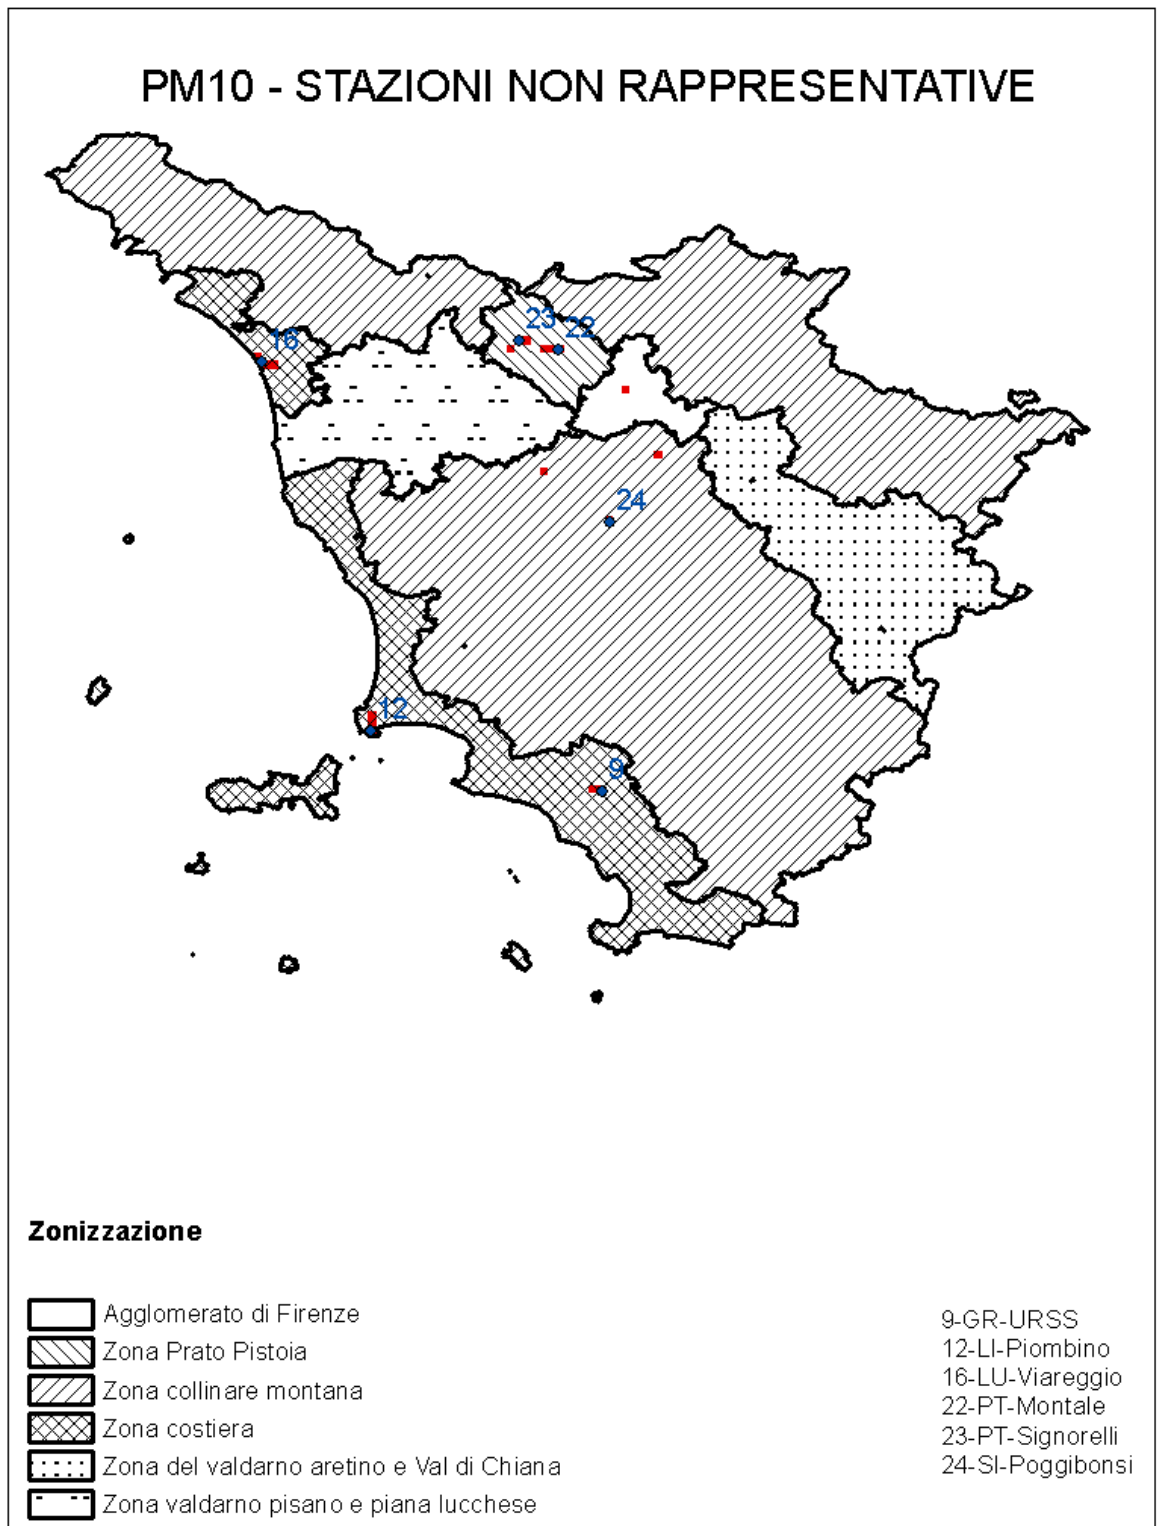 PM10 - STAZIONI NON RAPPRESENTATIVE
23
22
16
24
12
9
Zonizzazione
Agglomerato di Firenze
Zona Prato Pistoia
Zona collinare montana
Zona costiera
Zona del valdarno aretino e Val di Chiana
Zona valdarno pisano e piana lucchese
9-GR-URSS
12-LI-Piombino
16-LU-Viareggio
22-PT-Montale
23-PT-Signorelli
24-SI-Poggibonsi